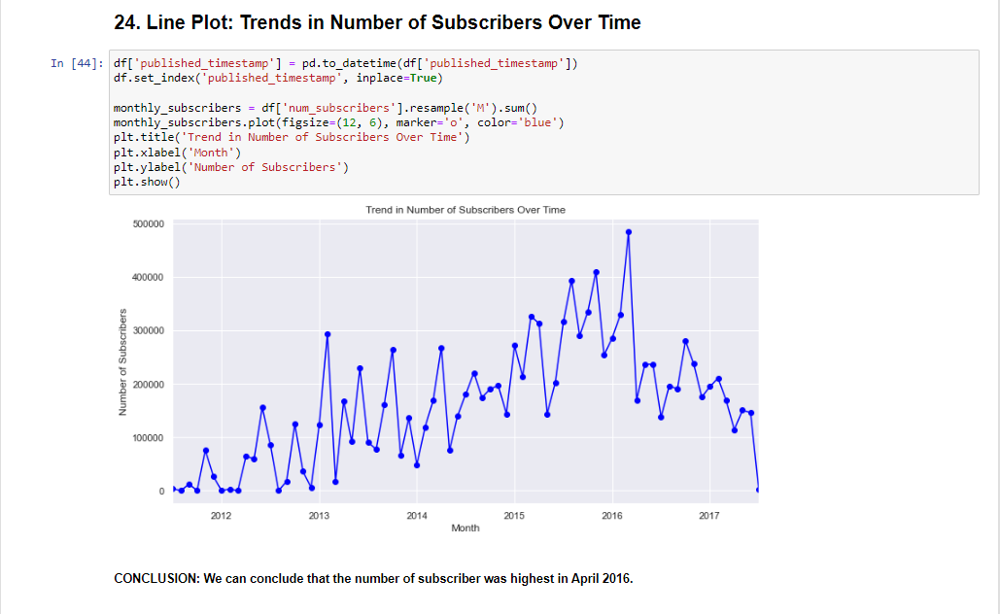 24. Line Plot: Trends in Number of Subscribers Over Time
In [44]:
df['published_timestamp'] = pd.to_datetime(df['published_timestamp'])
df.set_index('published_timestamp', inplace=True)
monthly_subscribers = df['num_subscribers'].resample('M').sum()
monthly_subscribers.plot(figsize=(12, 6), marker='o', color='blue')
plt.title('Trend in Number of Subscribers Over Time')
plt.xlabel('Month')
plt.ylabel('Number of Subscribers')
plt.show()
Trend in Number of Subscribers Over Time
Number of Subscribers
500000
400000
300000
200000
100000
0
2012 2013 2014 2015 2016 2017
Month
CONCLUSION: We can conclude that the number of subscriber was highest in April 2016.